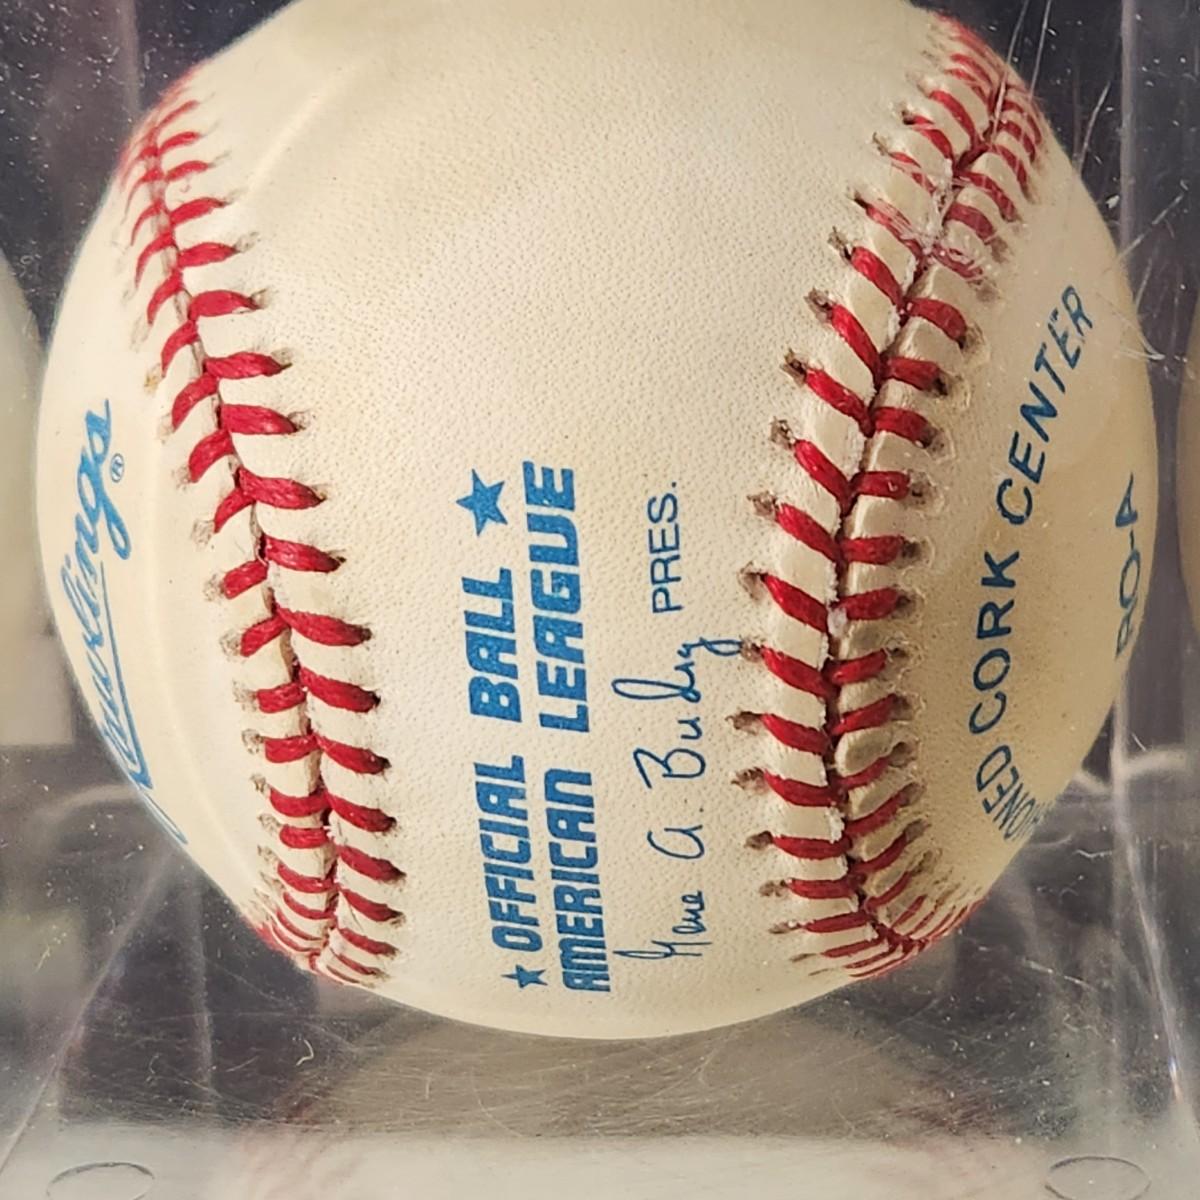 Rawlings®
★ OFFICIAL BALL ★
AMERICAN LEAGUE
Gene A. Budig PRES.
CORK CENTER
RO-A